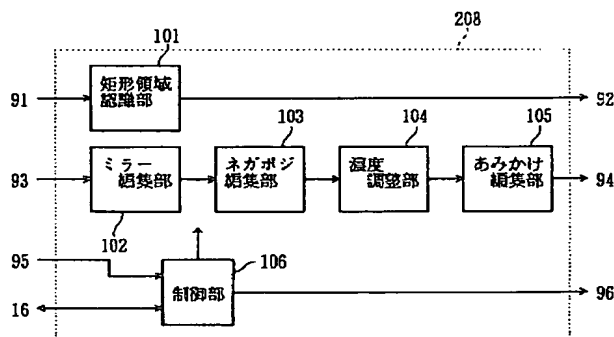 208
101
矩形領域
認識部
91
92
103
104
105
93
ミラー
編集部
ネガポジ
編集部
濃度
調整部
あみかけ
編集部
94
102
95
106
制御部
16
96